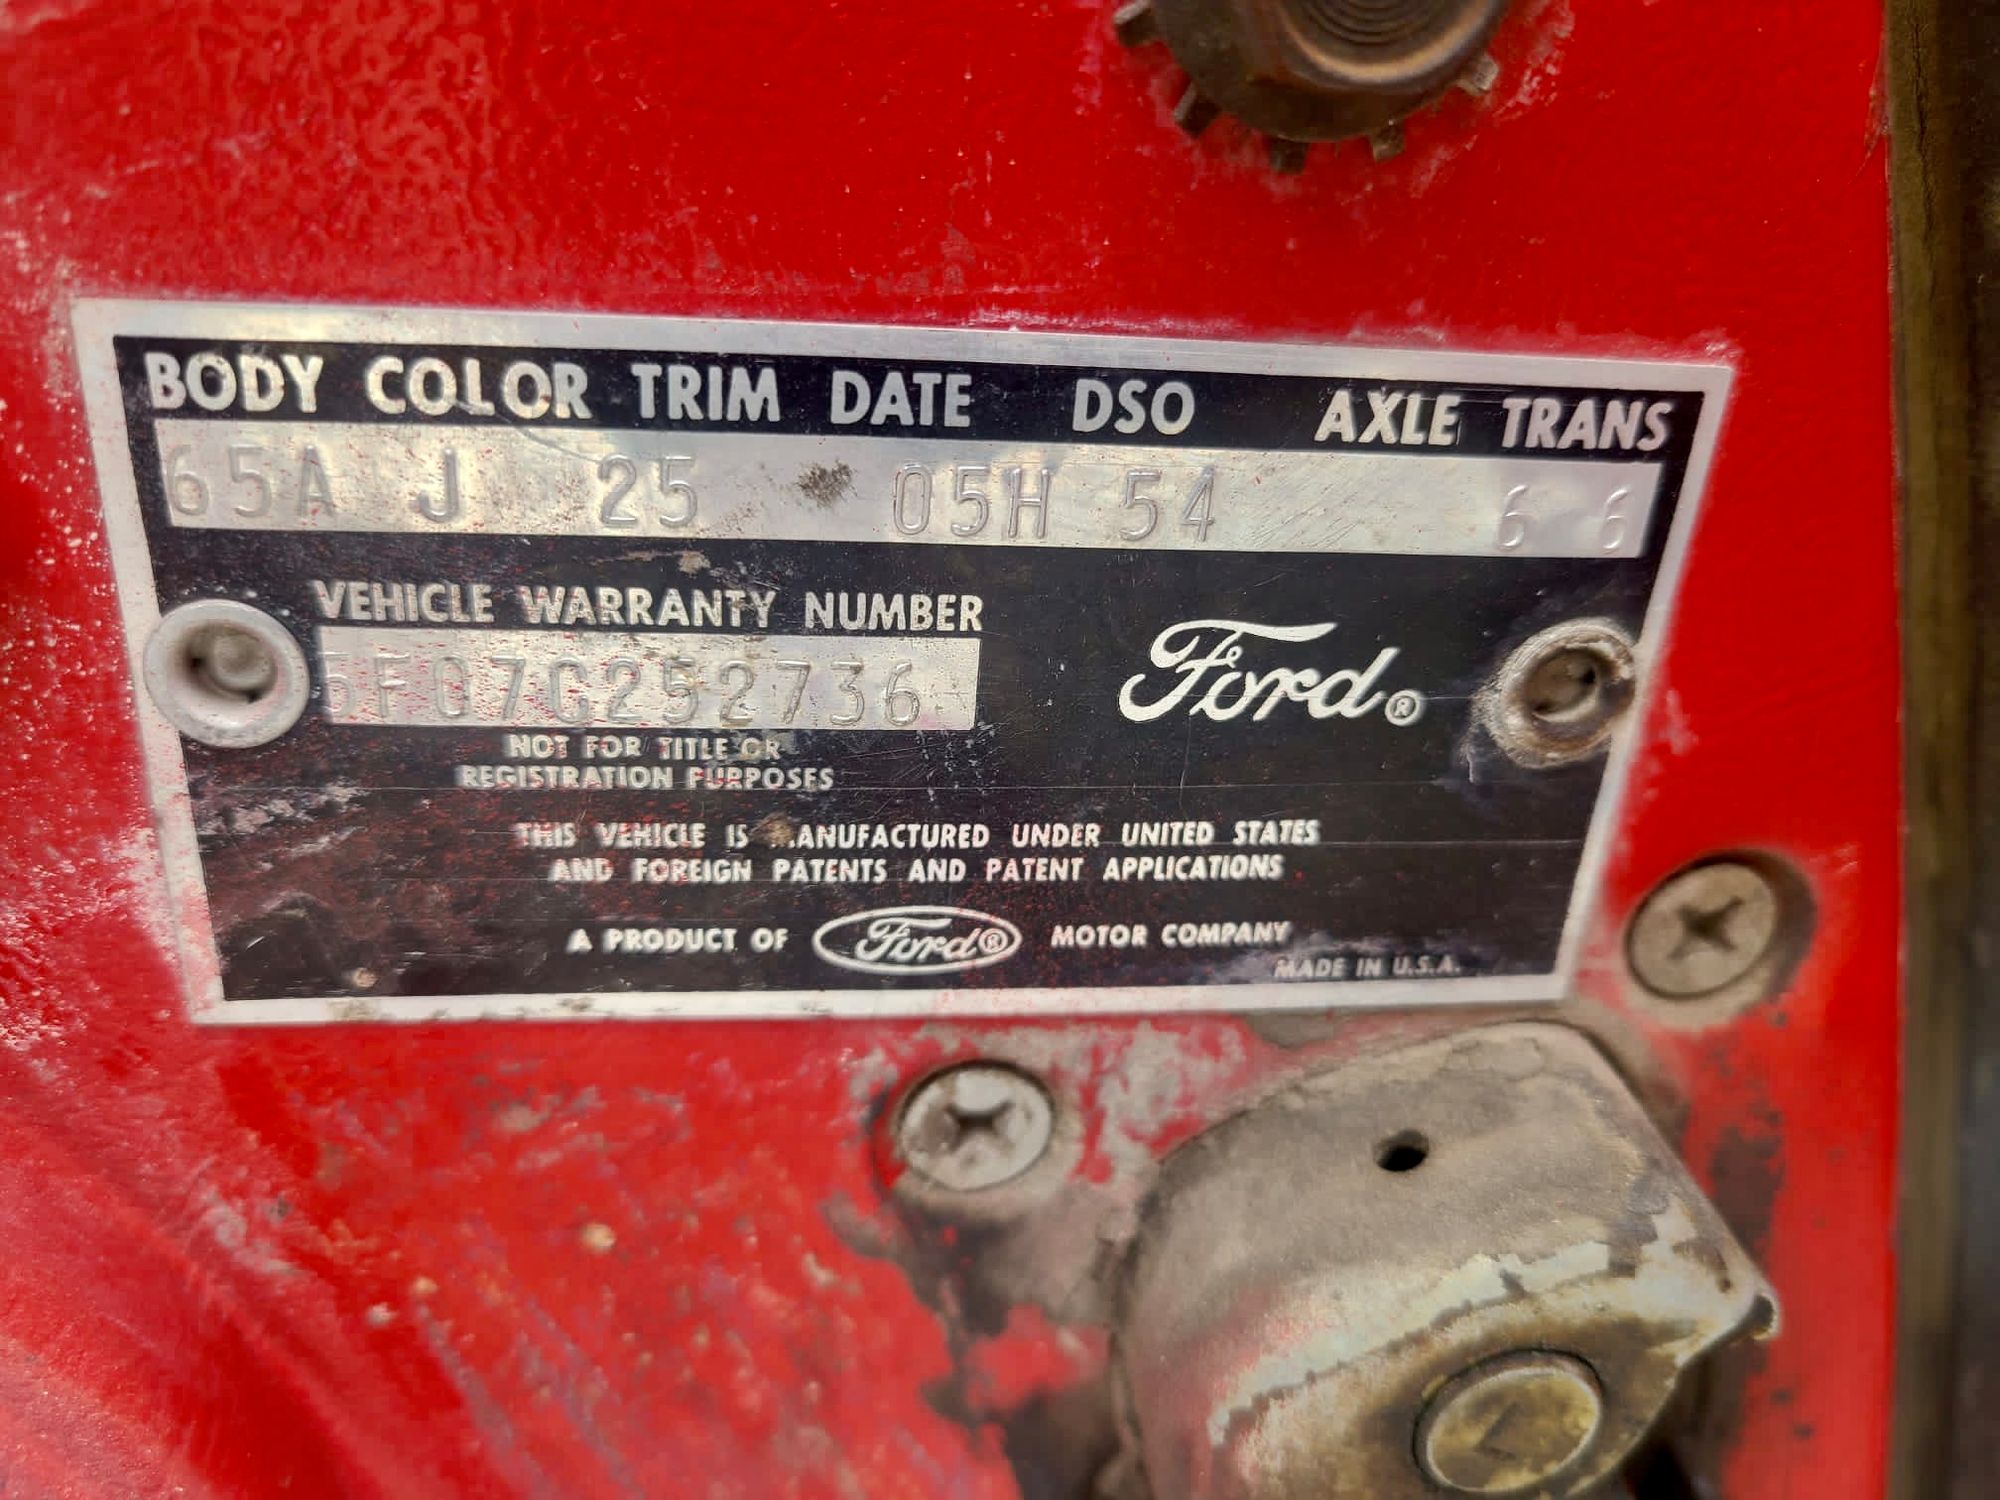 BODY COLOR TRIM DATE DSO AXLE TRANS
65A J 25 05H 54 6 6
VEHICLE WARRANTY NUMBER
5F07C252736
Ford®
NOT FOR TITLE OR
REGISTRATION PURPOSES
THIS VEHICLE IS MANUFACTURED UNDER UNITED STATES
AND FOREIGN PATENTS AND PATENT APPLICATIONS
A PRODUCT OF Ford® MOTOR COMPANY
MADE IN U.S.A.
L